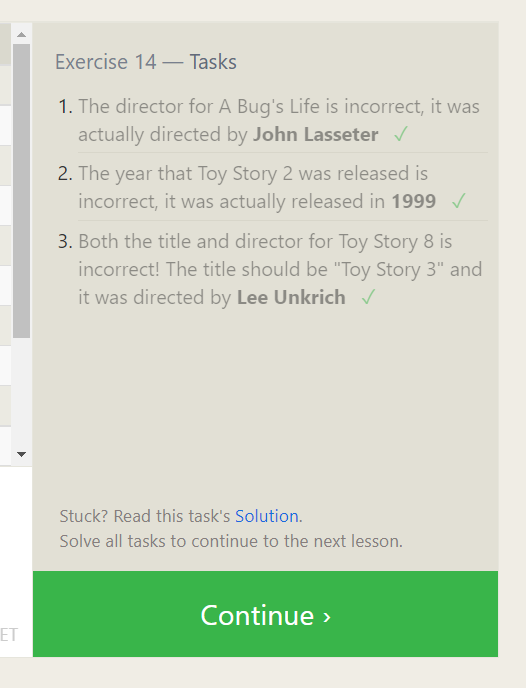 Exercise 14 — Tasks
1. The director for A Bug's Life is incorrect, it was
actually directed by John Lasseter ✓
2. The year that Toy Story 2 was released is
incorrect, it was actually released in 1999 ✓
3. Both the title and director for Toy Story 8 is
incorrect! The title should be "Toy Story 3" and
it was directed by Lee Unkrich ✓
Stuck? Read this task's Solution.
Solve all tasks to continue to the next lesson.
ET
Continue ›